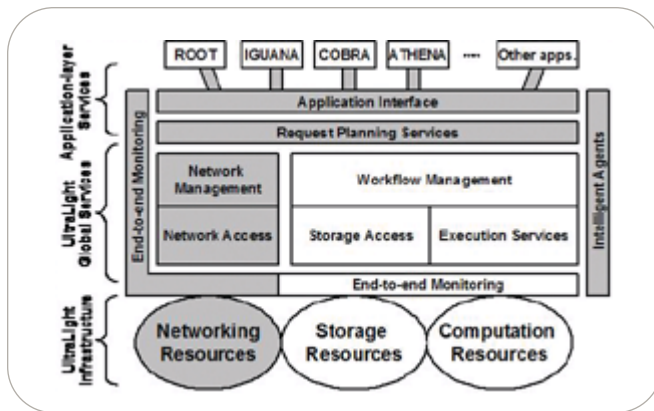 ROOT IGUANA COBRA ATHENA .... Other apps.
Application-layer
Services
Application Interface
Request Planning Services
End-to-end Monitoring
Intelligent Agents
UltraLight
Global Services
Network
Management
Workflow Management
Network Access
Storage Access
Execution Services
End-to-end Monitoring
UltraLight
Infrastructure
Networking
Resources
Storage
Resources
Computation
Resources